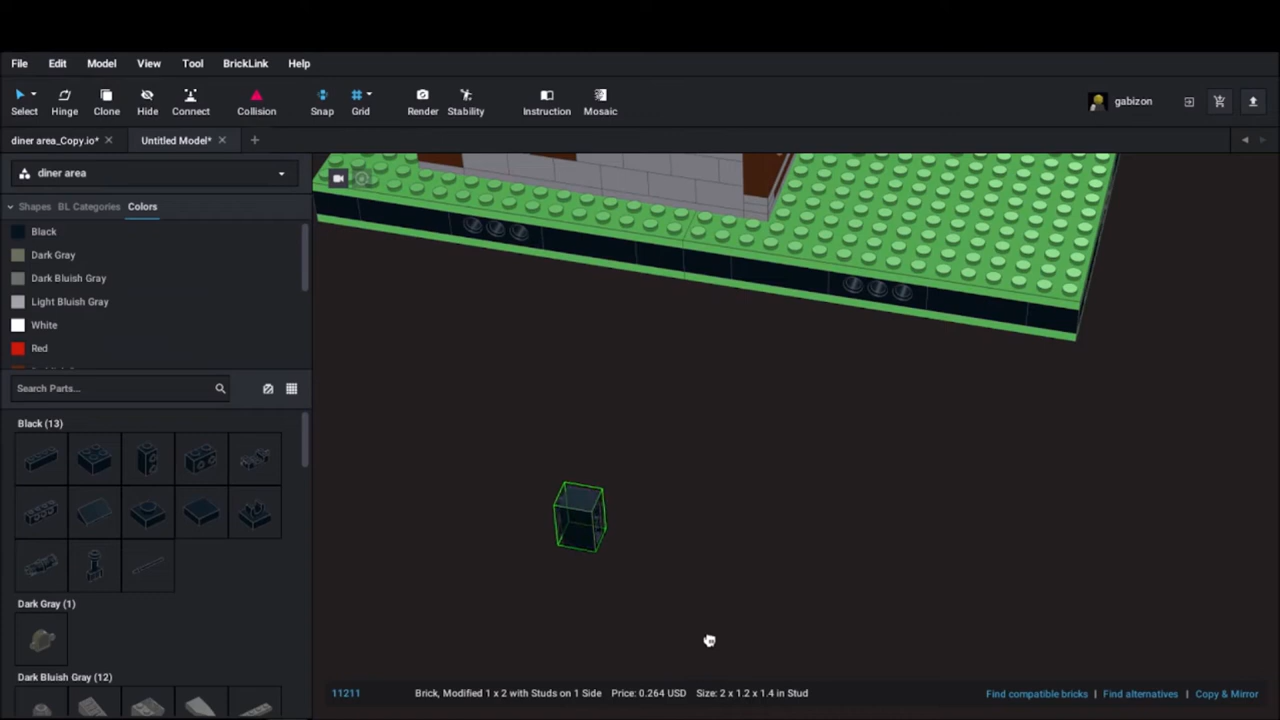 File Edit Model View Tool BrickLink Help
Select Hinge Clone Hide Connect Collision Snap Grid Render Stability Instruction Mosaic gabizon
diner area_Copy.io* Untitled Model*
diner area
Shapes BL Categories Colors
Black
Dark Gray
Dark Bluish Gray
Light Bluish Gray
White
Red
Search Parts...
Black (13)
Dark Gray (1)
Dark Bluish Gray (12)
11211 Brick, Modified 1 x 2 with Studs on 1 Side Price: 0.264 USD Size: 2 x 1.2 x 1.4 in Stud Find compatible bricks Find alternatives Copy & Mirror